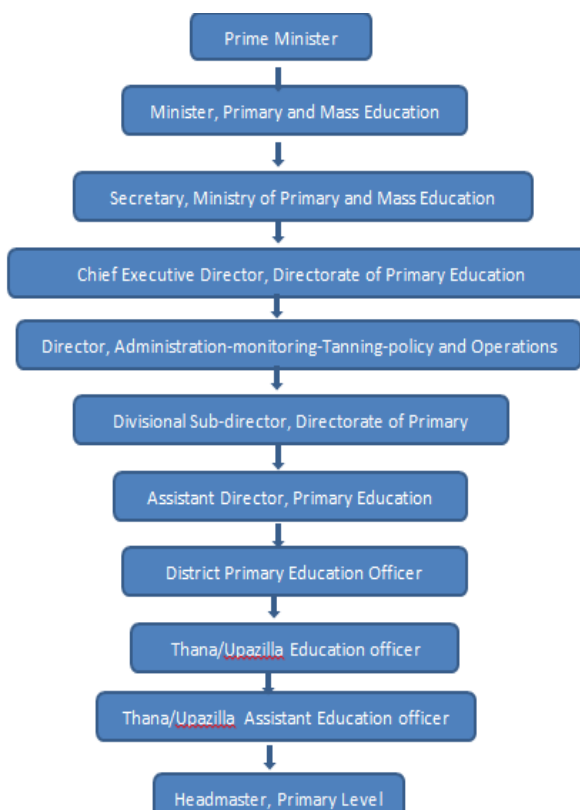 Prime Minister
Minister, Primary and Mass Education
Secretary, Ministry of Primary and Mass Education
Chief Executive Director, Directorate of Primary Education
Director, Administration-monitoring-Tanning-policy and Operations
Divisional Sub-director, Directorate of Primary
Assistant Director, Primary Education
District Primary Education Officer
Thana/Upazilla Education officer
Thana/Upazilla Assistant Education officer
Headmaster, Primary Level